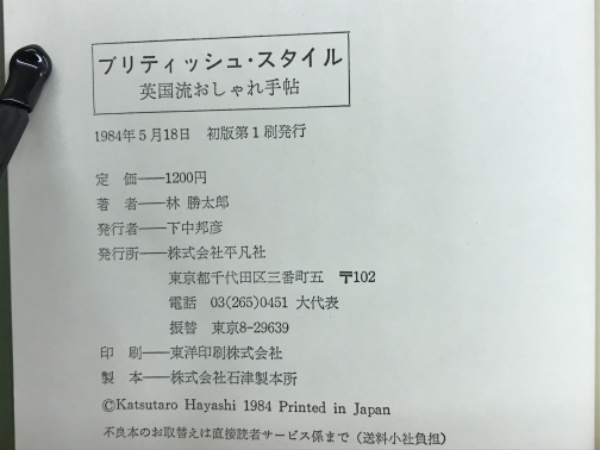 ブリティッシュ・スタイル
英国流おしゃれ手帖
1984年5月18日 初版第1刷発行
定 価——1200円
著 者——林 勝太郎
発行者——下中邦彦
発行所——株式会社平凡社
東京都千代田区三番町五 〒102
電話 03(265)0451 大代表
振替 東京8-29639
印 刷——東洋印刷株式会社
製 本——株式会社石津製本所
©Katsutaro Hayashi 1984 Printed in Japan
不良本のお取替えは直接読者サービス係まで(送料小社負担)